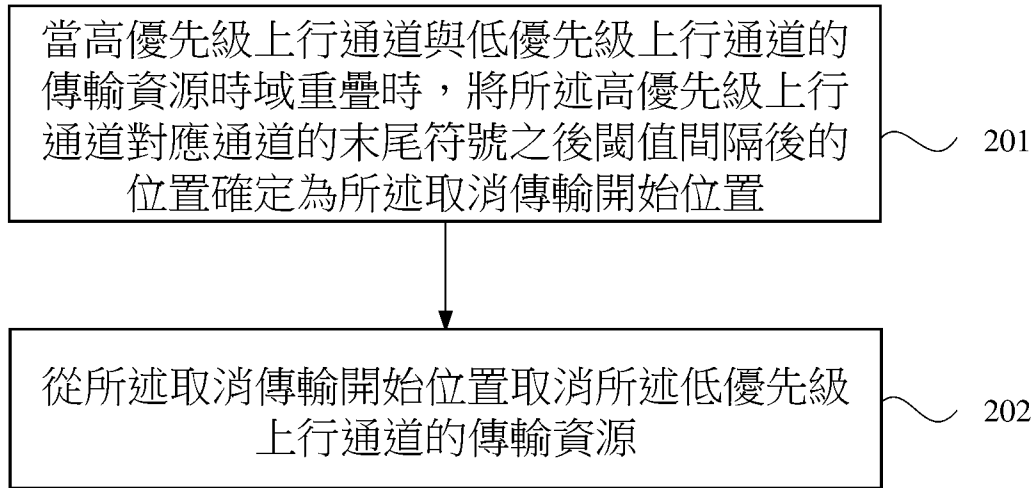 當高優先級上行通道與低優先級上行通道的
傳輸資源時域重疊時，將所述高優先級上行
通道對應通道的末尾符號之後閾值間隔後的
位置確定為所述取消傳輸開始位置
201
從所述取消傳輸開始位置取消所述低優先級
上行通道的傳輸資源
202